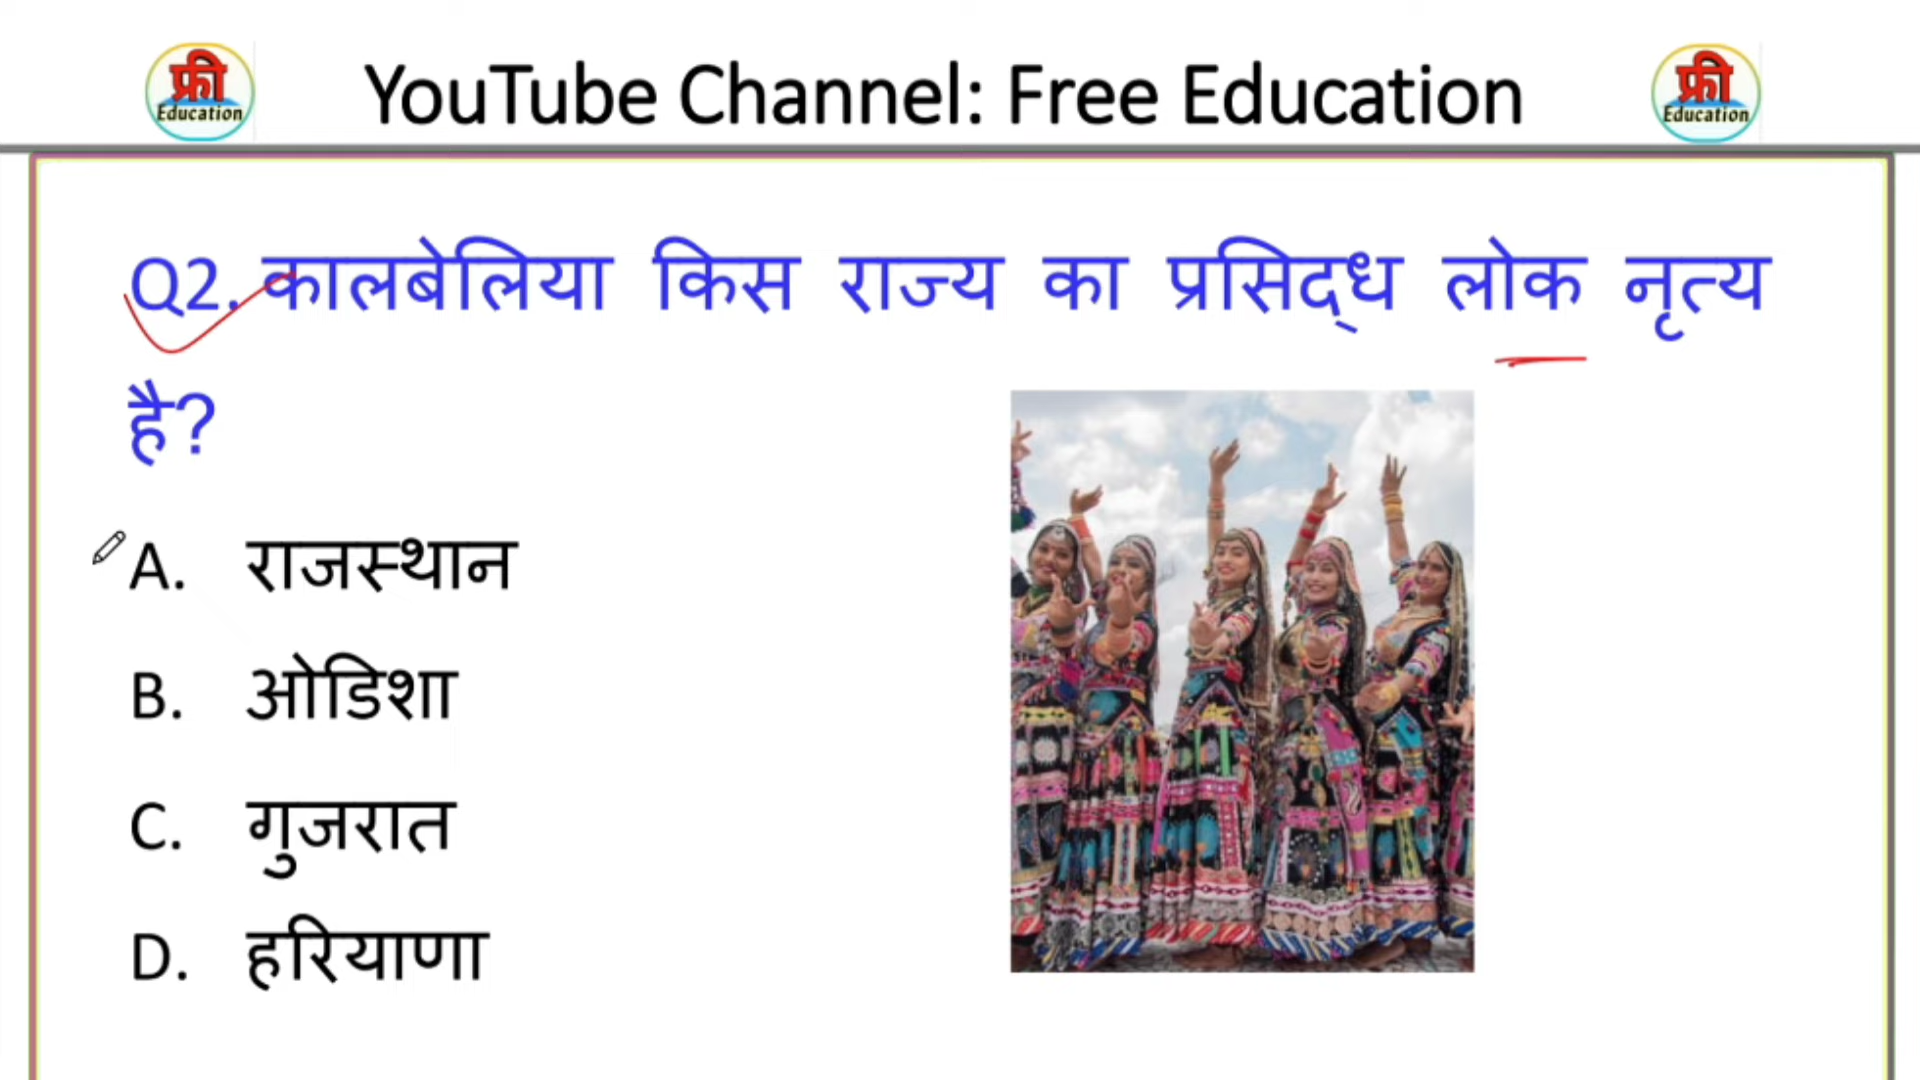 फ्री
Education
YouTube Channel: Free Education
फ्री
Education
Q2. कालबेलिया किस राज्य का प्रसिद्ध लोक नृत्य
है?
A. राजस्थान
B. ओडिशा
C. गुजरात
D. हरियाणा